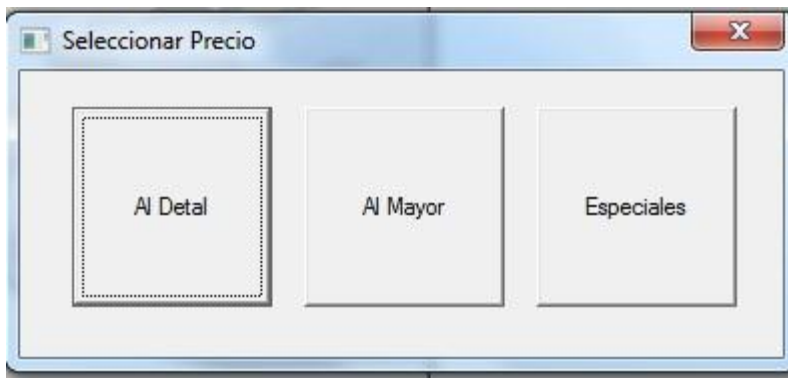 Seleccionar Precio
Al Detal
Al Mayor
Especiales